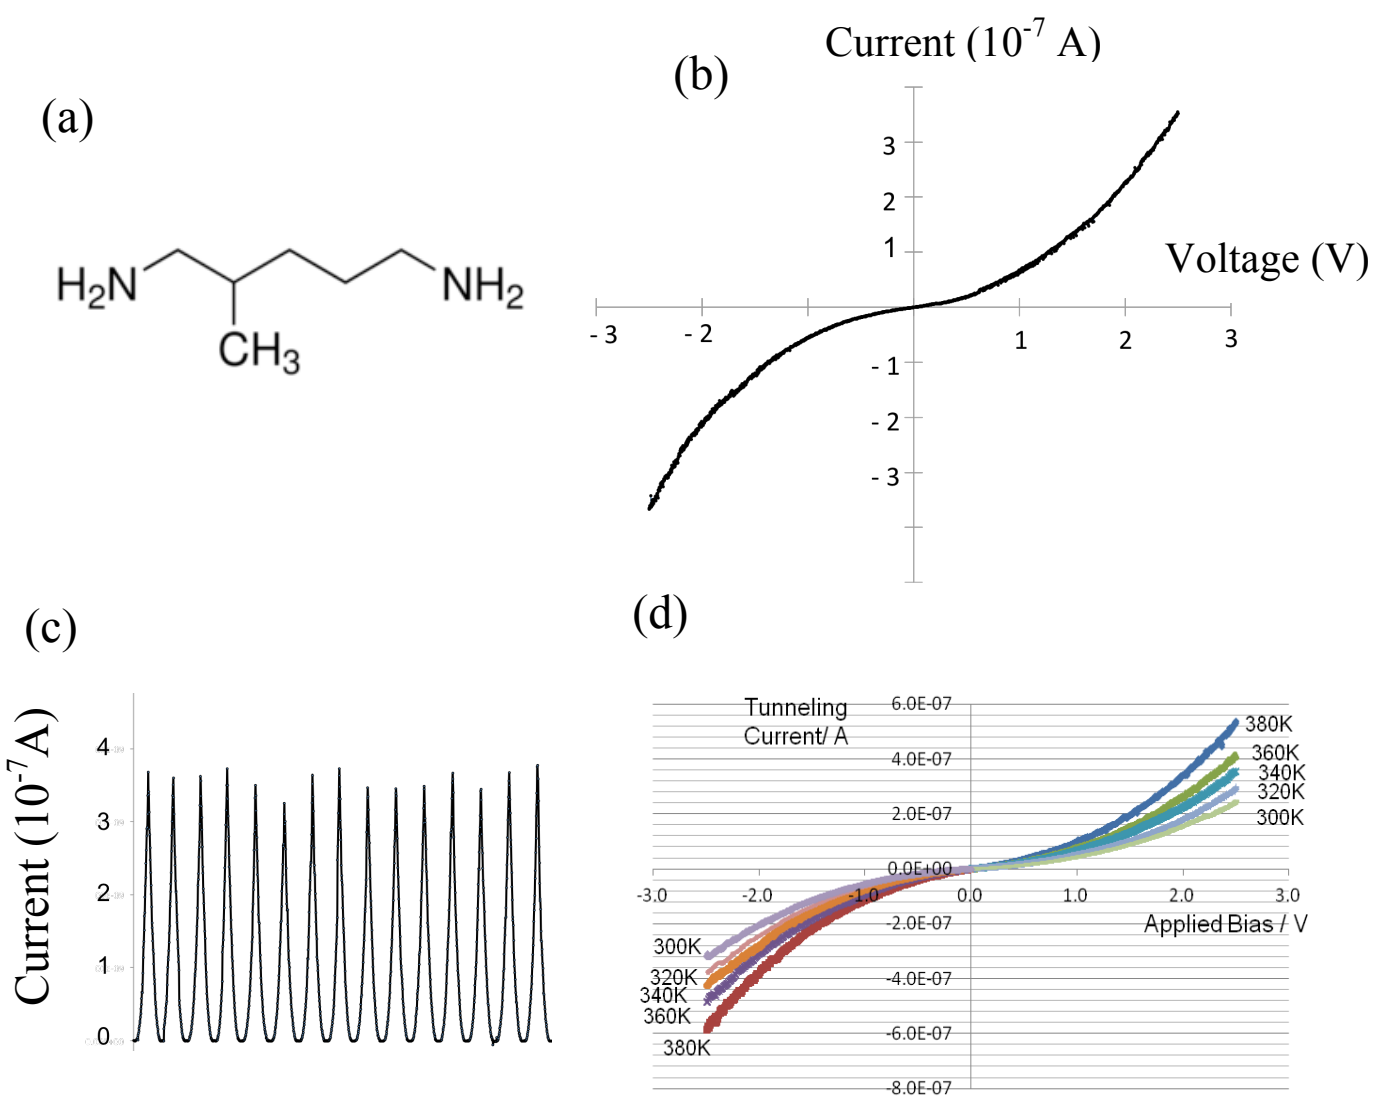 (a)
H2N
NH2
CH3
(b)
Current (10-7 A)
3
2
1
Voltage (V)
- 3
- 2
1
2
3
- 1
- 2
- 3
(c)
Current (10-7 A)
4
3
2
1
0
(d)
Tunneling
Current/ A
6.0E-07
4.0E-07
2.0E-07
0.0E+00
-2.0E-07
-4.0E-07
-6.0E-07
-8.0E-07
380K
360K
340K
320K
300K
-3.0
-2.0
-1.0
0.0
1.0
2.0
3.0
Applied Bias / V
300K
320K
340K
360K
380K